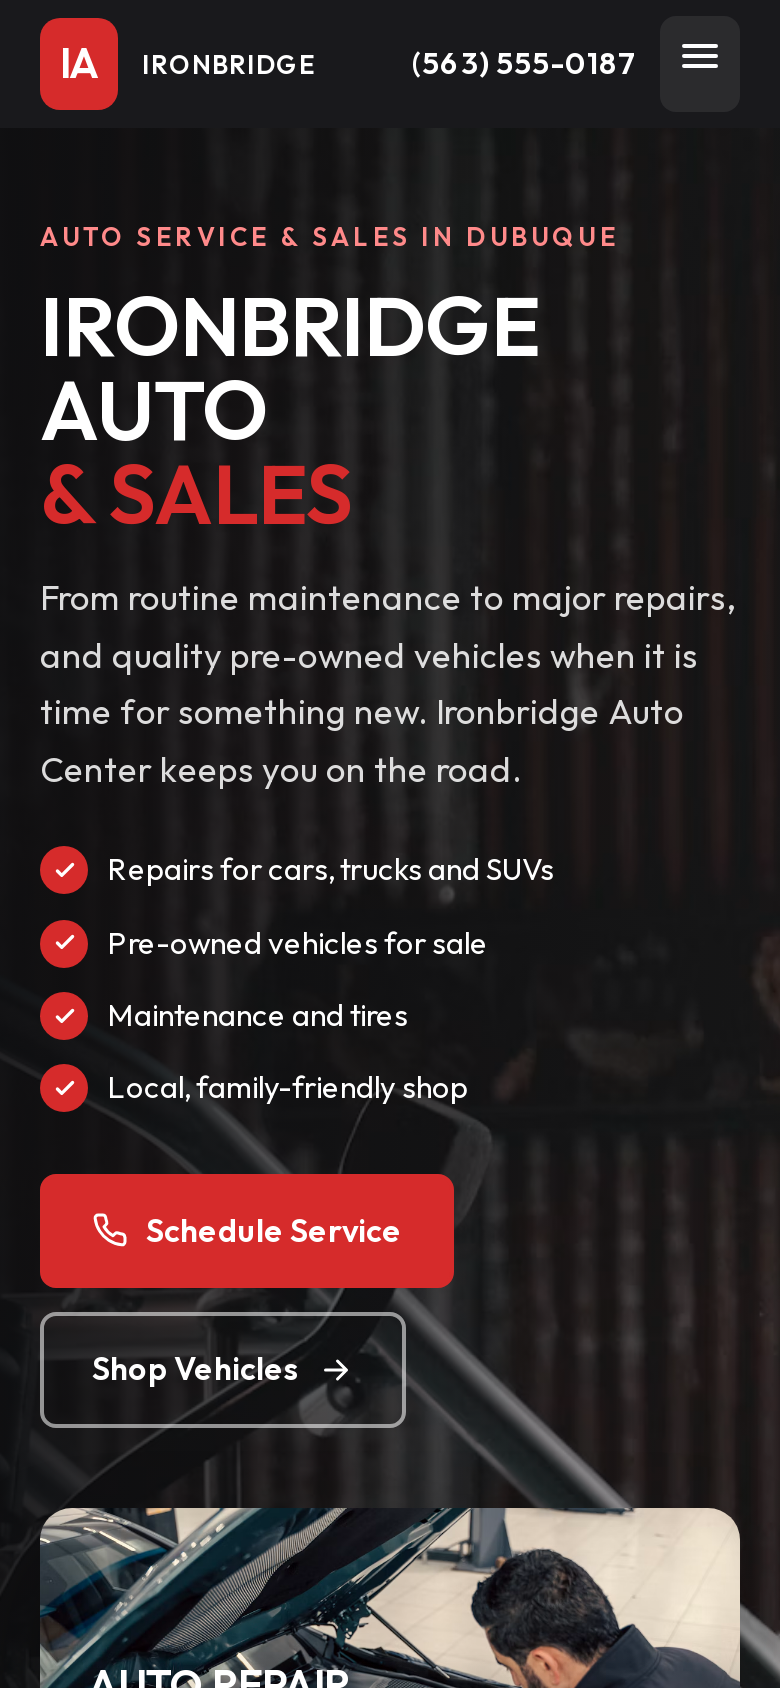 IA
IRONBRIDGE
(563) 555-0187
AUTO SERVICE & SALES IN DUBUQUE
IRONBRIDGE
AUTO
& SALES
From routine maintenance to major repairs,
and quality pre-owned vehicles when it is
time for something new. Ironbridge Auto
Center keeps you on the road.
Repairs for cars, trucks and SUVs
Pre-owned vehicles for sale
Maintenance and tires
Local, family-friendly shop
Schedule Service
Shop Vehicles
AUTO REPAIR